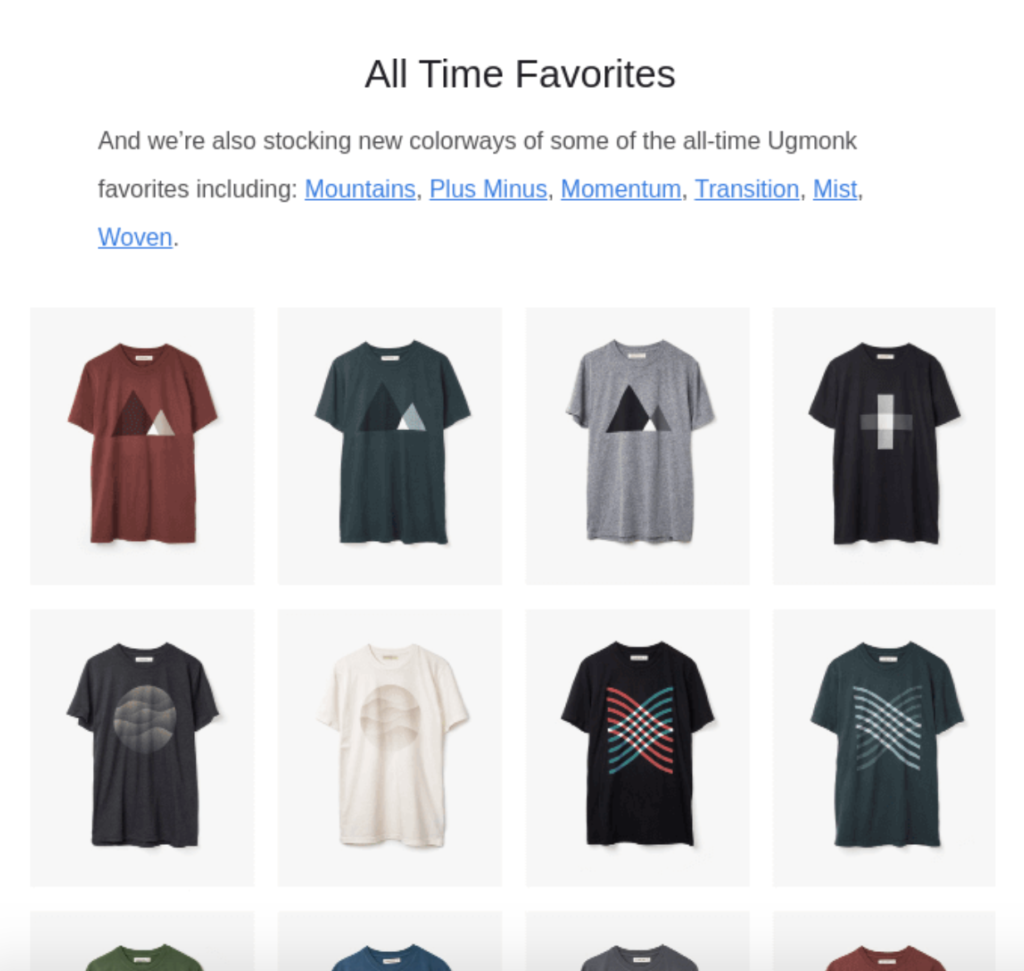 All Time Favorites
And we’re also stocking new colorways of some of the all-time Ugmonk
favorites including: Mountains, Plus Minus, Momentum, Transition, Mist,
Woven.